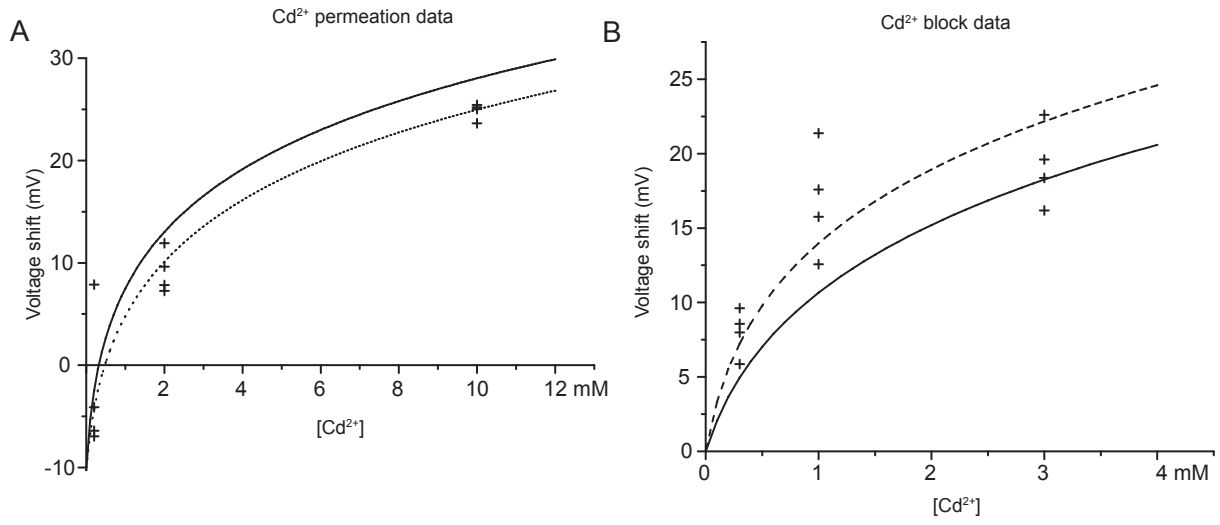 A
Cd²⁺ permeation data
30
20
10
0
-10
Voltage shift (mV)
2
4
6
8
10
12 mM
[Cd²⁺]
B
Cd²⁺ block data
25
20
15
10
5
0
Voltage shift (mV)
0
1
2
3
4 mM
[Cd²⁺]